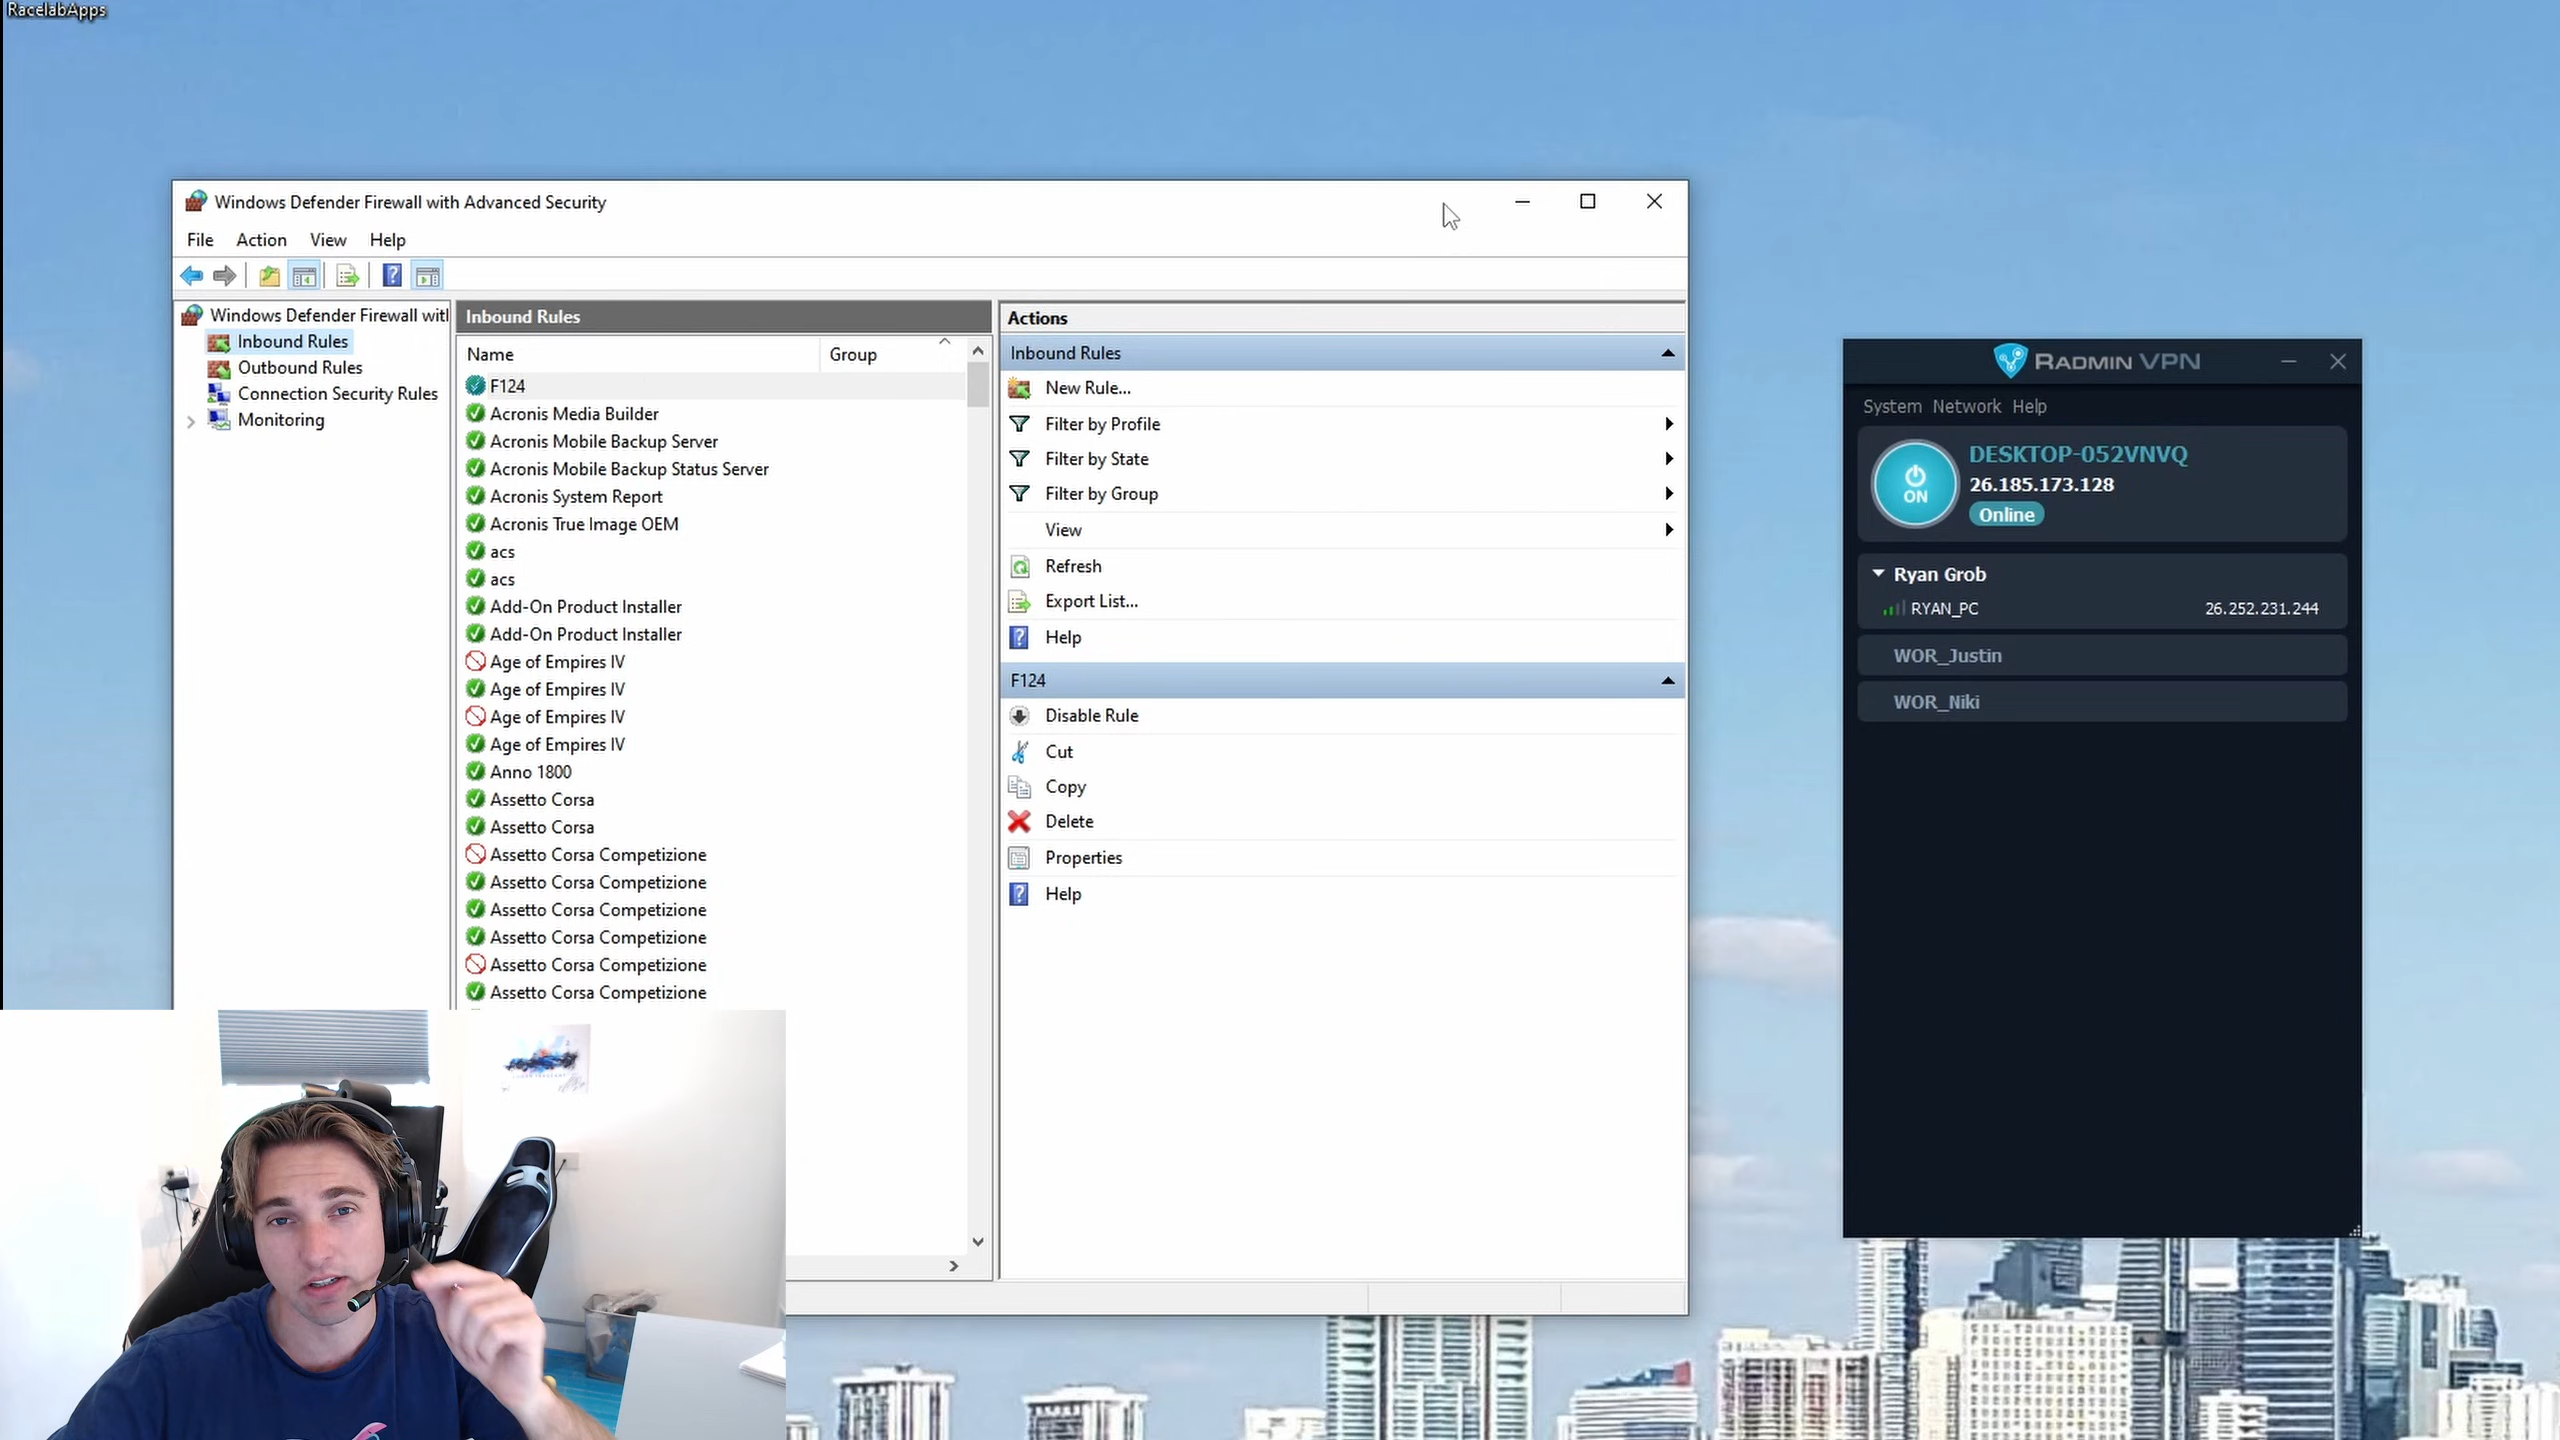 RacelabApps
Windows Defender Firewall with Advanced Security
File Action View Help
Windows Defender Firewall with
Inbound Rules
Outbound Rules
Connection Security Rules
Monitoring
Inbound Rules
Name Group
F124
Acronis Media Builder
Acronis Mobile Backup Server
Acronis Mobile Backup Status Server
Acronis System Report
Acronis True Image OEM
acs
acs
Add-On Product Installer
Add-On Product Installer
Age of Empires IV
Age of Empires IV
Age of Empires IV
Age of Empires IV
Anno 1800
Assetto Corsa
Assetto Corsa
Assetto Corsa Competizione
Assetto Corsa Competizione
Assetto Corsa Competizione
Assetto Corsa Competizione
Assetto Corsa Competizione
Assetto Corsa Competizione
Actions
Inbound Rules
New Rule...
Filter by Profile
Filter by State
Filter by Group
View
Refresh
Export List...
Help
F124
Disable Rule
Cut
Copy
Delete
Properties
Help
RADMIN VPN
System Network Help
ON
DESKTOP-052VNVQ
26.185.173.128
Online
Ryan Grob
RYAN_PC 26.252.231.244
WOR_Justin
WOR_Niki